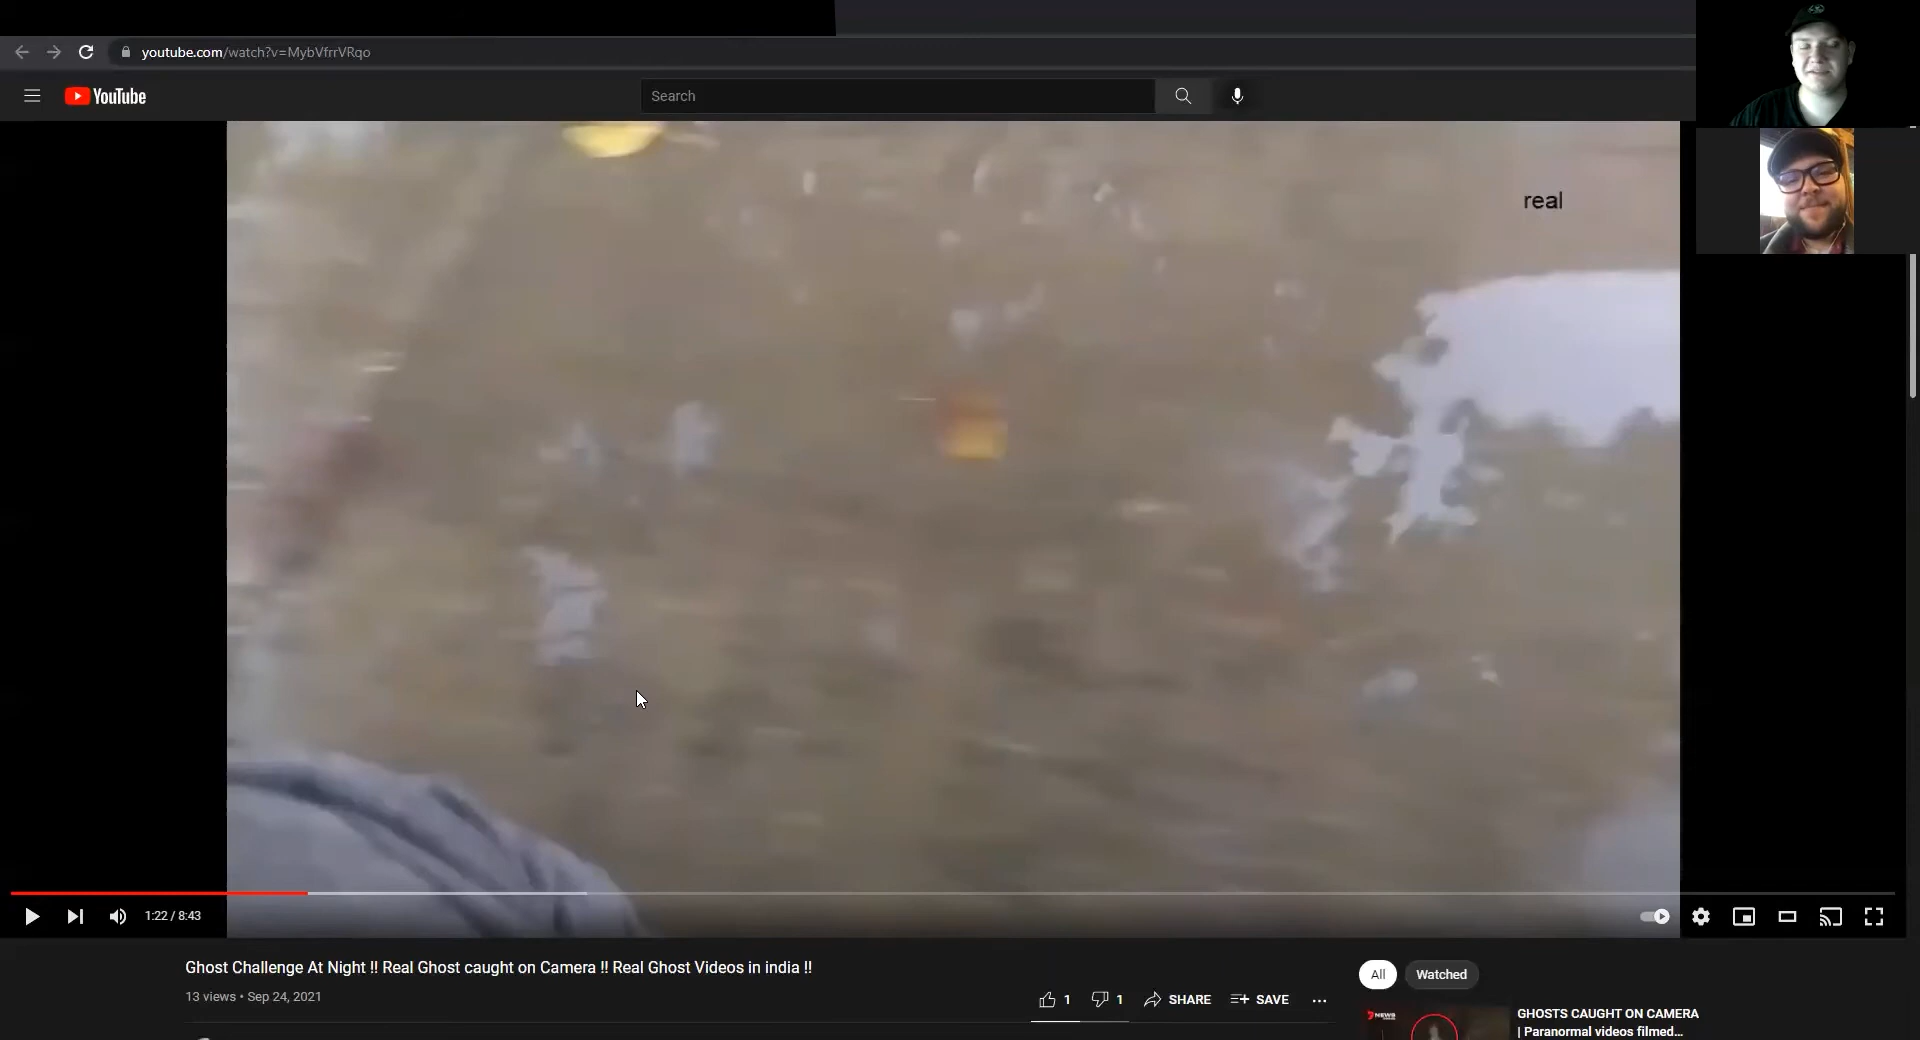 youtube.com/watch?v=MybVfrrVRqo
YouTube
Search
real
1:22 / 8:43
Ghost Challenge At Night !! Real Ghost caught on Camera !! Real Ghost Videos in india !!
13 views • Sep 24, 2021
1
1
SHARE
SAVE
All
Watched
7NEWS
GHOSTS CAUGHT ON CAMERA
| Paranormal videos filmed...